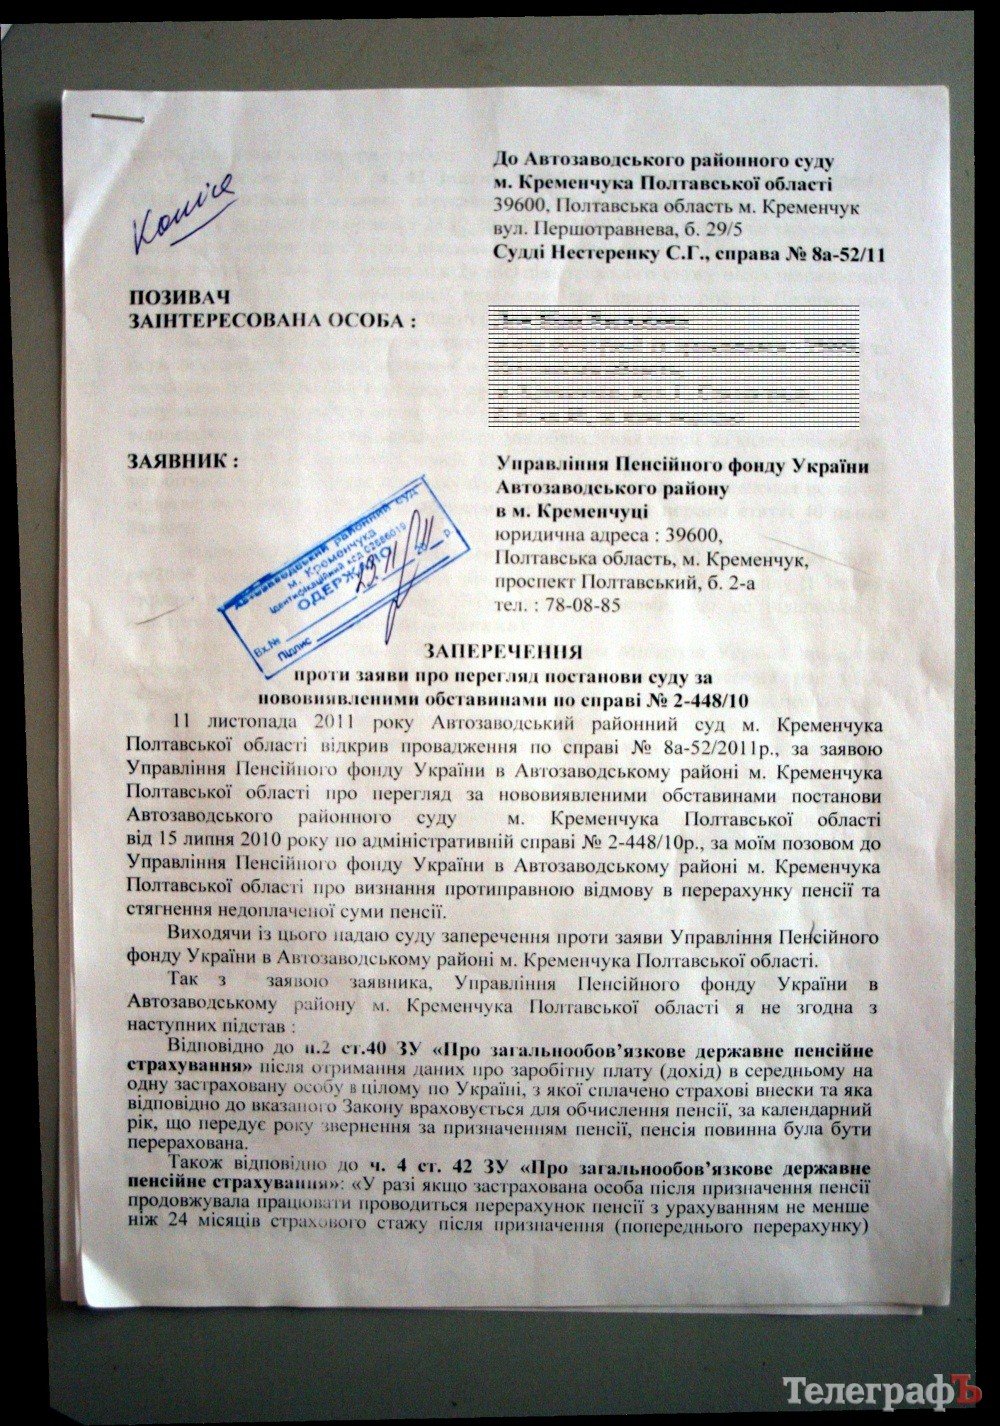 Копія
До Автозаводського районного суду
м. Кременчука Полтавської області
39600, Полтавська область м. Кременчук
вул. Першотравнева, б. 29/5
Судді Нестеренку С.Г., справа № 8а-52/11
ПОЗИВАЧ
ЗАІНТЕРЕСОВАНА ОСОБА :
ЗАЯВНИК :
Управління Пенсійного фонду України
Автозаводського району
в м. Кременчуці
юридична адреса : 39600,
Полтавська область, м. Кременчук,
проспект Полтавський, б. 2-а
тел. : 78-08-85
Автозаводський районний суд
м. Кременчука
Ідентифікаційний код 02886019
ОДЕРЖАНО
20 11 р.
Вх.№
Підпис
ЗАПЕРЕЧЕННЯ
проти заяви про перегляд постанови суду за
нововиявленими обставинами по справі № 2-448/10
11 листопада 2011 року Автозаводський районний суд м. Кременчука
Полтавської області відкрив провадження по справі № 8а-52/2011р., за заявою
Управління Пенсійного фонду України в Автозаводському районі м. Кременчука
Полтавської області про перегляд за нововиявленими обставинами постанови
Автозаводського районного суду м. Кременчука Полтавської області
від 15 липня 2010 року по адміністративній справі № 2-448/10р., за моїм позовом до
Управління Пенсійного фонду України в Автозаводському районі м. Кременчука
Полтавської області про визнання протиправною відмову в перерахунку пенсії та
стягнення недоплаченої суми пенсії.
Виходячи із цього надаю суду заперечення проти заяви Управління Пенсійного
фонду України в Автозаводському районі м. Кременчука Полтавської області.
Так з заявою заявника, Управління Пенсійного фонду України в
Автозаводському району м. Кременчука Полтавської області я не згодна з
наступних підстав :
Відповідно до п.2 ст.40 ЗУ «Про загальнообов’язкове державне пенсійне
страхування» після отримання даних про заробітну плату (дохід) в середньому на
одну застраховану особу в цілому по Україні, з якої сплачено страхові внески та яка
відповідно до вказаного Закону враховується для обчислення пенсії, за календарний
рік, що передує року звернення за призначенням пенсії, пенсія повинна була бути
перерахована.
Також відповідно до ч. 4 ст. 42 ЗУ «Про загальнообов’язкове державне
пенсійне страхування»: «У разі якщо застрахована особа після призначення пенсії
продовжувала працювати проводиться перерахунок пенсії з урахуванням не менше
ніж 24 місяців страхового стажу після призначення (попереднього перерахунку)
ТелеграфЪ